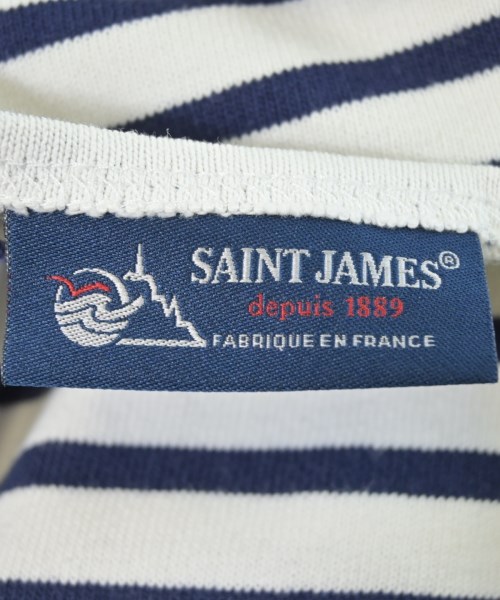 SAINT JAMES®
depuis 1889
FABRIQUE EN FRANCE